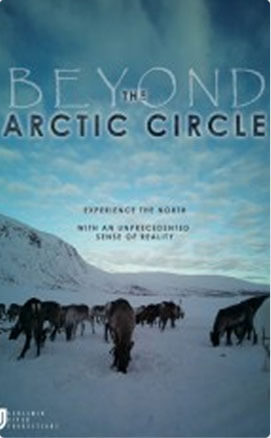 BEYOND
THE
ARCTIC CIRCLE
EXPERIENCE THE NORTH
WITH AN UNPRECEDENTED
SENSE OF REALITY